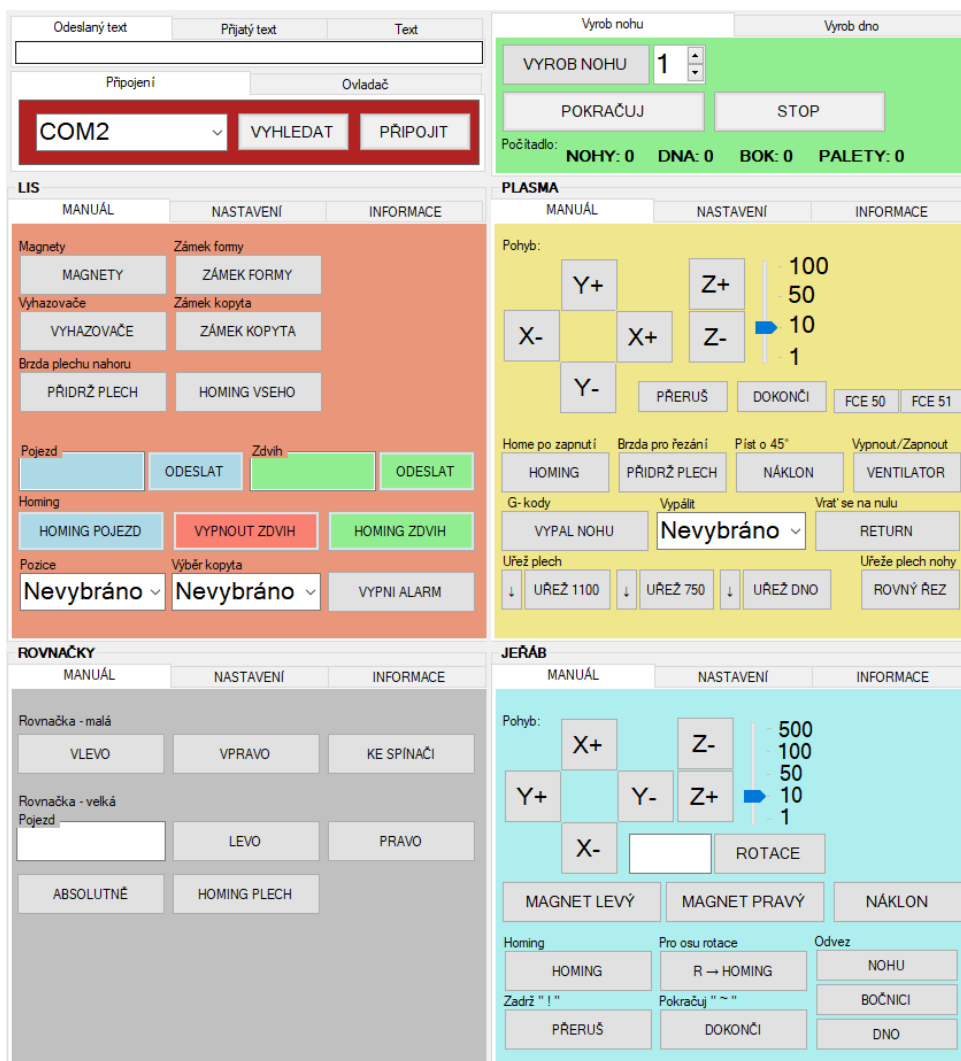 Odeslaný text Přijatý text Text
Připojení Ovladač
COM2 VYHLEDAT PŘIPOJIT
Vyrob nohu Vyrob dno
VYROB NOHU 1
POKRAČUJ STOP
Počítadlo: NOHY: 0 DNA: 0 BOK: 0 PALETY: 0
LIS
MANUÁL NASTAVENÍ INFORMACE
Magnety Zámek formy
MAGNETY ZÁMEK FORMY
Vyhazovače Zámek kopyta
VYHAZOVAČE ZÁMEK KOPYTA
Brzda plechu nahoru
PŘIDRŽ PLECH HOMING VSEHO
Pojezd Zdvih
ODESLAT ODESLAT
Homing
HOMING POJEZD VYPNOUT ZDVIH HOMING ZDVIH
Pozice Výběr kopyta
Nevybráno Nevybráno VYPNI ALARM
PLASMA
MANUÁL NASTAVENÍ INFORMACE
Pohyb:
100
Y+ Z+
50
10
X- X+ Z-
1
Y- PŘERUŠ DOKONČI FCE 50 FCE 51
Home po zapnutí Brzda pro řezání Píst o 45° Vypnout/Zapnout
HOMING PŘIDRŽ PLECH NÁKLON VENTILATOR
G- kody Vypálit Vrat' se na nulu
VYPAL NOHU Nevybráno RETURN
Uřež plech Uřeže plech nohy
↓ UŘEŽ 1100 ↓ UŘEŽ 750 ↓ UŘEŽ DNO ROVNÝ ŘEZ
ROVNAČKY
MANUÁL NASTAVENÍ INFORMACE
Rovnačka - malá
VLEVO VPRAVO KE SPÍNAČI
Rovnačka - velká
Pojezd
LEVO PRAVO
ABSOLUTNĚ HOMING PLECH
JEŘÁB
MANUÁL NASTAVENÍ INFORMACE
Pohyb:
500
X+ Z-
100
50
Y+ Y- Z+ 10
1
X- ROTACE
MAGNET LEVÝ MAGNET PRAVÝ NÁKLON
Homing Pro osu rotace Odvez
HOMING R → HOMING NOHU
Zadrž " ! " Pokračuj " ~ " BOČNICI
PŘERUŠ DOKONČI DNO